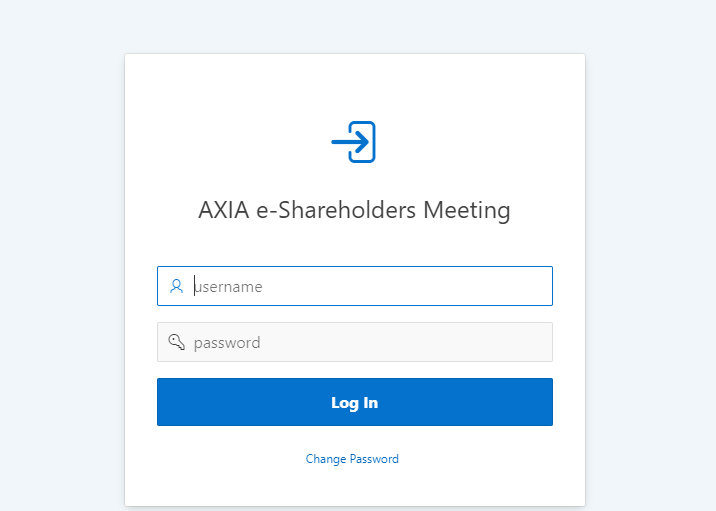 AXIA e-Shareholders Meeting
username
password
Log In
Change Password